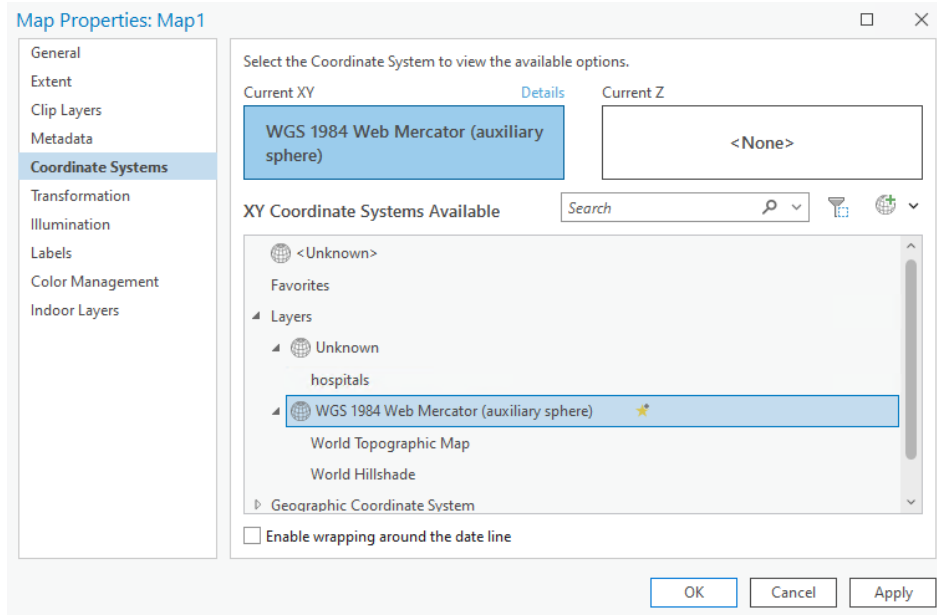 Map Properties: Map1
General
Extent
Clip Layers
Metadata
Coordinate Systems
Transformation
Illumination
Labels
Color Management
Indoor Layers
Select the Coordinate System to view the available options.
Current XY Details Current Z
WGS 1984 Web Mercator (auxiliary
sphere)
<None>
XY Coordinate Systems Available Search
<Unknown>
Favorites
Layers
Unknown
hospitals
WGS 1984 Web Mercator (auxiliary sphere)
World Topographic Map
World Hillshade
Geographic Coordinate System
Enable wrapping around the date line
OK Cancel Apply